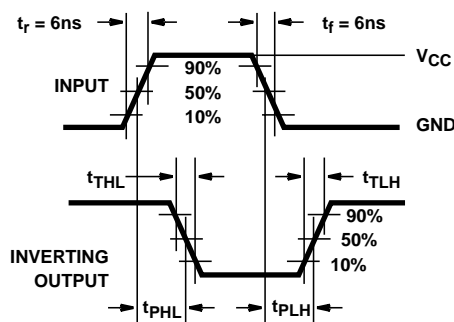 tr = 6ns
tf = 6ns
VCC
90%
INPUT
50%
10%
GND
tTHL
tTLH
90%
50%
INVERTING
10%
OUTPUT
tPHL
tPLH